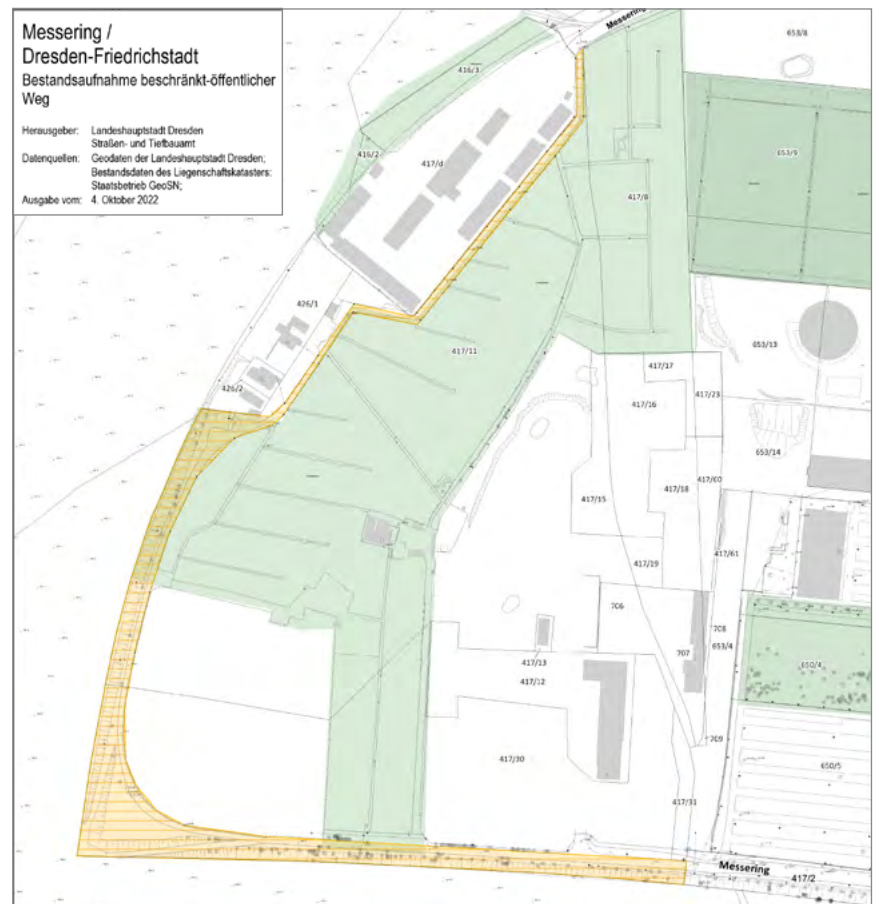 Messering /
Dresden-Friedrichstadt
Bestandsaufnahme beschränkt-öffentlicher
Weg
Herausgeber: Landeshauptstadt Dresden
Straßen- und Tiefbauamt
Datenquellen: Geodaten der Landeshauptstadt Dresden;
Bestandsdaten des Liegenschaftskatasters:
Staatsbetrieb GeoSN;
Ausgabe vom: 4. Oktober 2022
Messering
653/8
416/3
416/2
417/d
653/9
417/8
426/1
653/13
417/11
417/17
426/2
417/16
417/23
653/14
417/15
417/18
417/60
417/61
417/19
706
708
707
653/4
650/4
417/13
417/12
709
417/30
650/5
417/31
Messering
417/2